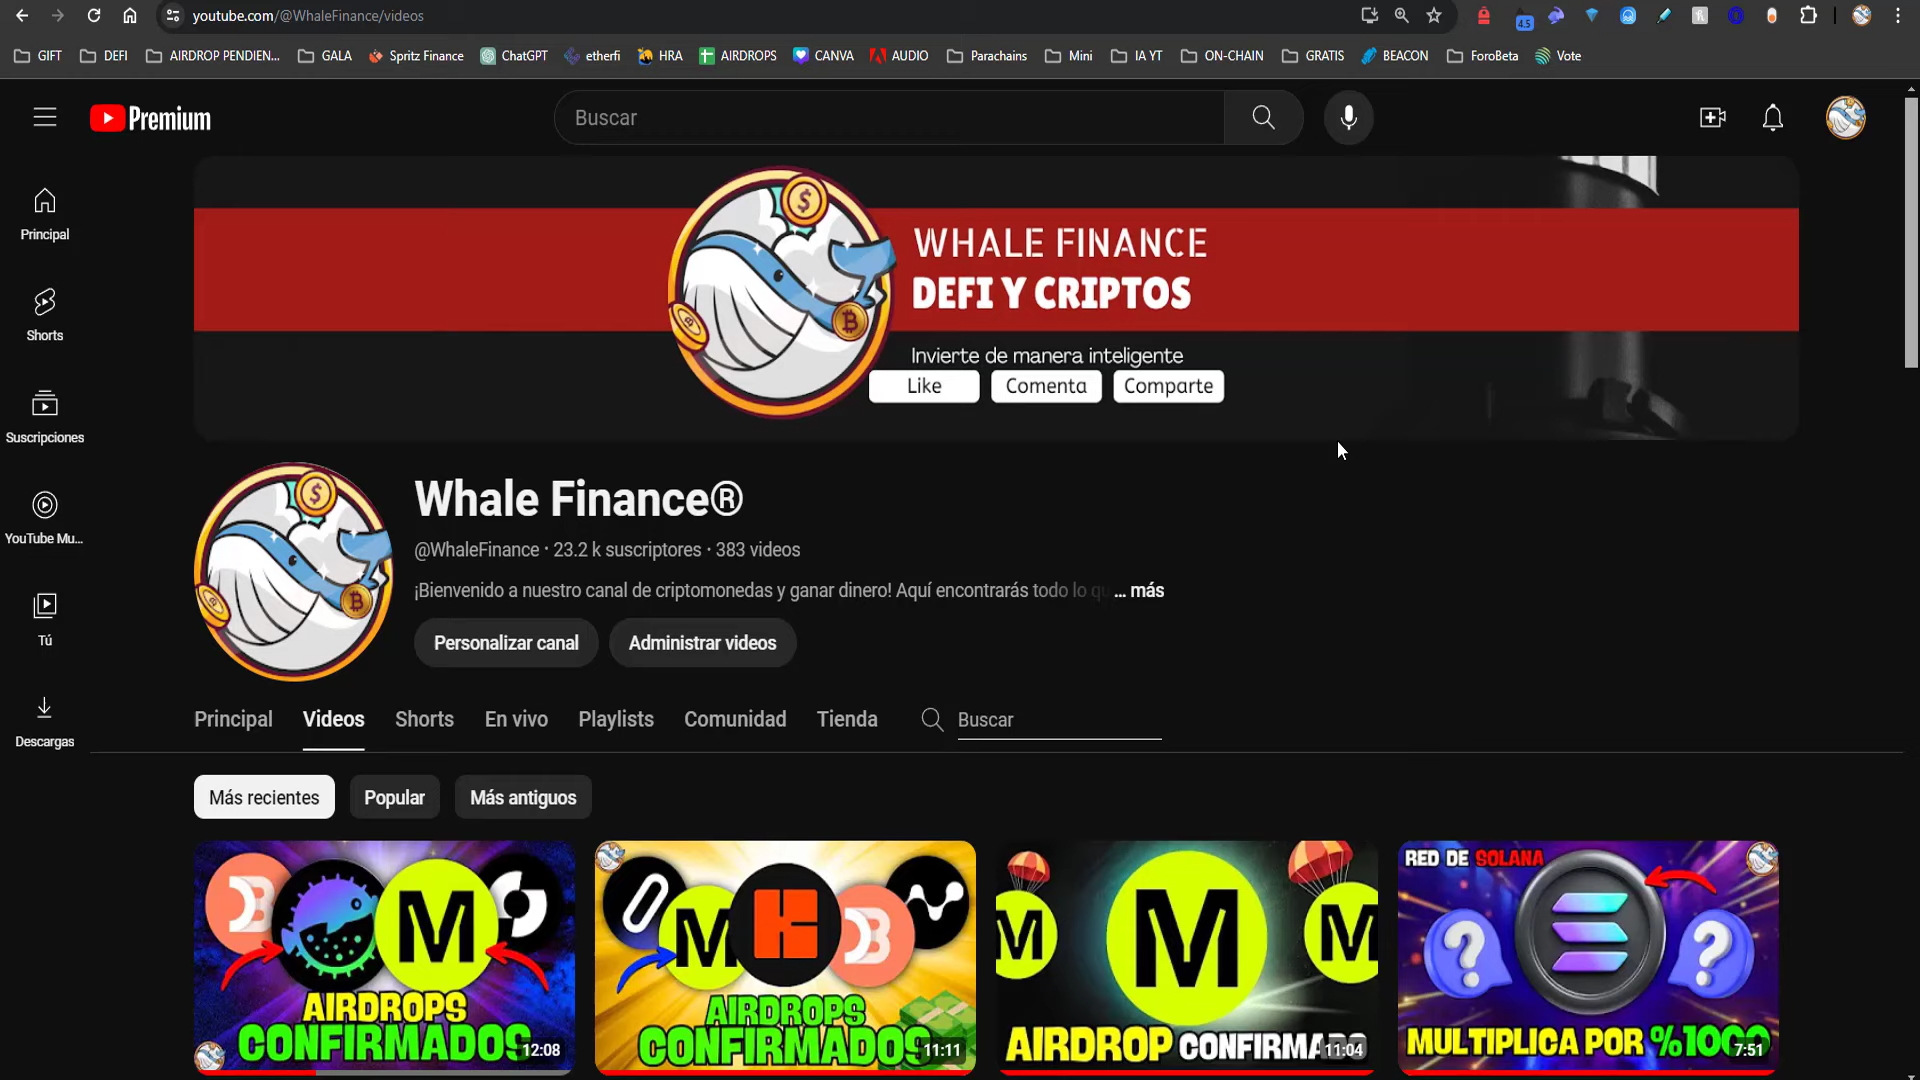 youtube.com/@WhaleFinance/videos
4.5
GIFT DEFI AIRDROP PENDIEN... GALA Spritz Finance ChatGPT etherfi HRA AIRDROPS CANVA AUDIO Parachains Mini IA YT ON-CHAIN GRATIS BEACON ForoBeta Vote
Premium
Buscar
Principal
Shorts
Suscripciones
YouTube Mu...
Tú
Descargas
WHALE FINANCE
DEFI Y CRIPTOS
Invierte de manera inteligente
Like Comenta Comparte
Whale Finance®
@WhaleFinance · 23.2 k suscriptores · 383 videos
¡Bienvenido a nuestro canal de criptomonedas y ganar dinero! Aquí encontrarás todo lo qu ... más
Personalizar canal Administrar videos
Principal Videos Shorts En vivo Playlists Comunidad Tienda Buscar
Más recientes Popular Más antiguos
AIRDROPS
CONFIRMADOS
12:08
AIRDROPS
CONFIRMADOS
11:11
AIRDROP CONFIRMADO
11:04
RED DE SOLANA
MULTIPLICA POR %1000
7:51